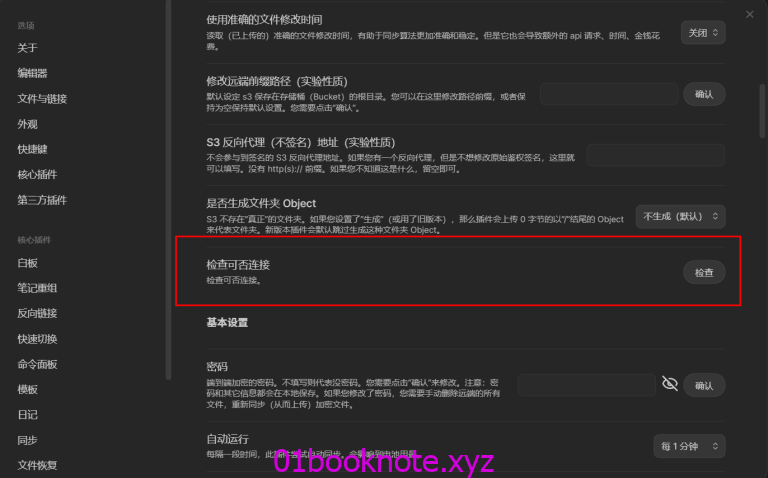 选项
关于
编辑器
文件与链接
外观
快捷键
核心插件
第三方插件
核心插件
白板
笔记重组
反向链接
快速切换
命令面板
模板
日记
同步
文件恢复
使用准确的文件修改时间
读取（已上传的）准确的文件修改时间，有助于同步算法更加准确和稳定。但是它也会导致额外的 api 请求、时间、金钱花
费。
关闭
修改远端前缀路径（实验性质）
默认设定 s3 保存在存储桶（Bucket）的根目录。您可以在这里修改路径前缀，或者保
持为空保持默认设置。您需要点击“确认”。
确认
S3 反向代理（不签名）地址（实验性质）
不会参与到签名的 S3 反向代理地址。如果您有一个反向代理，但是不想修改原始鉴权签名，这里就
可以填写。没有 http(s):// 前缀。如果您不知道这是什么，留空即可。
是否生成文件夹 Object
S3 不存在“真正”的文件夹。如果您设置了“生成”（或用了旧版本），那么插件会上传 0 字节的以“/”结尾的 Object
来代表文件夹。新版本插件会默认跳过生成这种文件夹 Object。
不生成（默认）
检查可否连接
检查可否连接。
检查
基本设置
密码
端到端加密的密码。不填写则代表没密码。您需要点击“确认”来修改。注意：密
码和其它信息都会在本地保存。如果您修改了密码，您需要手动删除远端的所有
文件，重新同步（从而上传）加密文件。
确认
自动运行
每隔一段时间，此插件尝试自动同步。会影响到电池用量。
每 1 分钟
01booknote.xyz